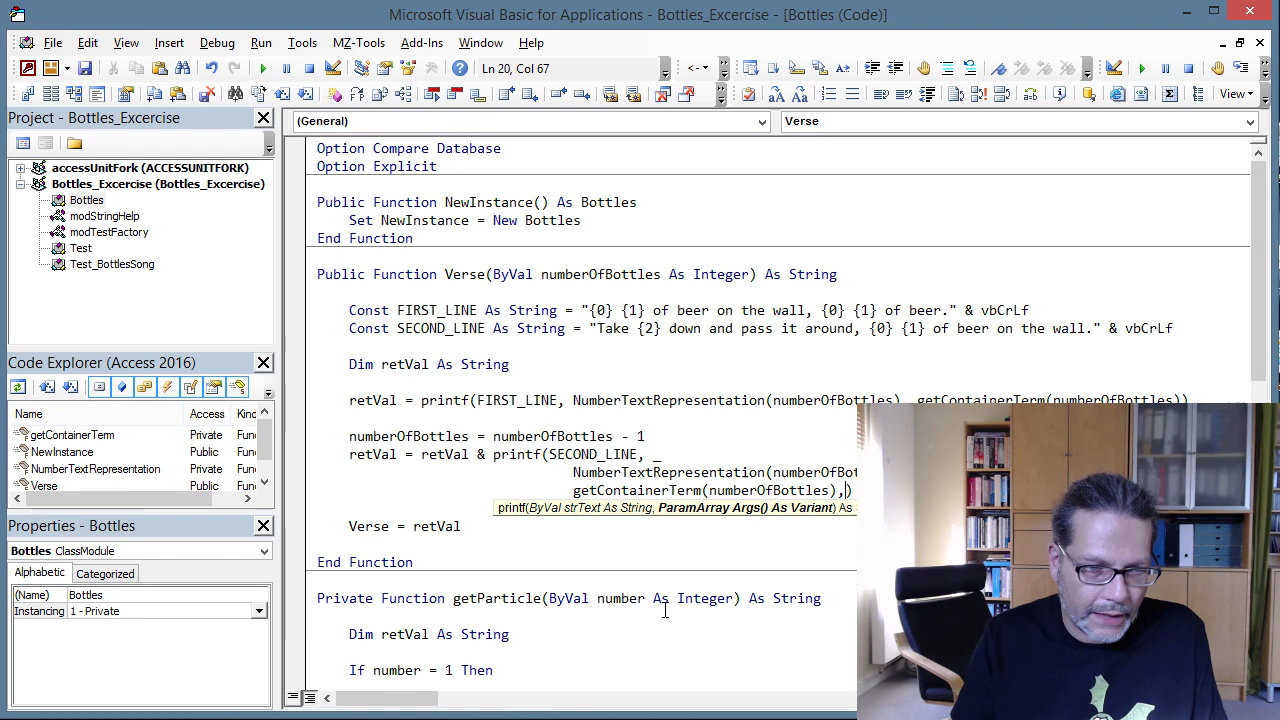 Microsoft Visual Basic for Applications - Bottles_Excercise - [Bottles (Code)]
File Edit View Insert Format Debug Run Tools MZ-Tools Add-Ins Window Help
Ln 20, Col 67
View
Project - Bottles_Excercise
accessUnitFork (ACCESSUNITFORK)
Bottles_Excercise (Bottles_Excercise)
Bottles
modStringHelp
modTestFactory
Test
Test_BottlesSong
Code Explorer (Access 2016)
Name Access Kind
getContainerTerm Private Fun
NewInstance Public Fun
NumberTextRepresentation Private Fun
Verse Public Fun
Properties - Bottles
Bottles ClassModule
Alphabetic Categorized
(Name) Bottles
Instancing 1 - Private
(General) Verse
Option Compare Database
Option Explicit
Public Function NewInstance() As Bottles
Set NewInstance = New Bottles
End Function
Public Function Verse(ByVal numberOfBottles As Integer) As String
Const FIRST_LINE As String = "{0} {1} of beer on the wall, {0} {1} of beer." & vbCrLf
Const SECOND_LINE As String = "Take {2} down and pass it around, {0} {1} of beer on the wall." & vbCrLf
Dim retVal As String
retVal = printf(FIRST_LINE, NumberTextRepresentation(numberOfBottles), getContainerTerm(numberOfBottles))
numberOfBottles = numberOfBottles - 1
retVal = retVal & printf(SECOND_LINE, _
NumberTextRepresentation(numberOfBot
getContainerTerm(numberOfBottles),)
printf(ByVal strText As String, ParamArray Args() As Variant) As
Verse = retVal
End Function
Private Function getParticle(ByVal number As Integer) As String
Dim retVal As String
If number = 1 Then